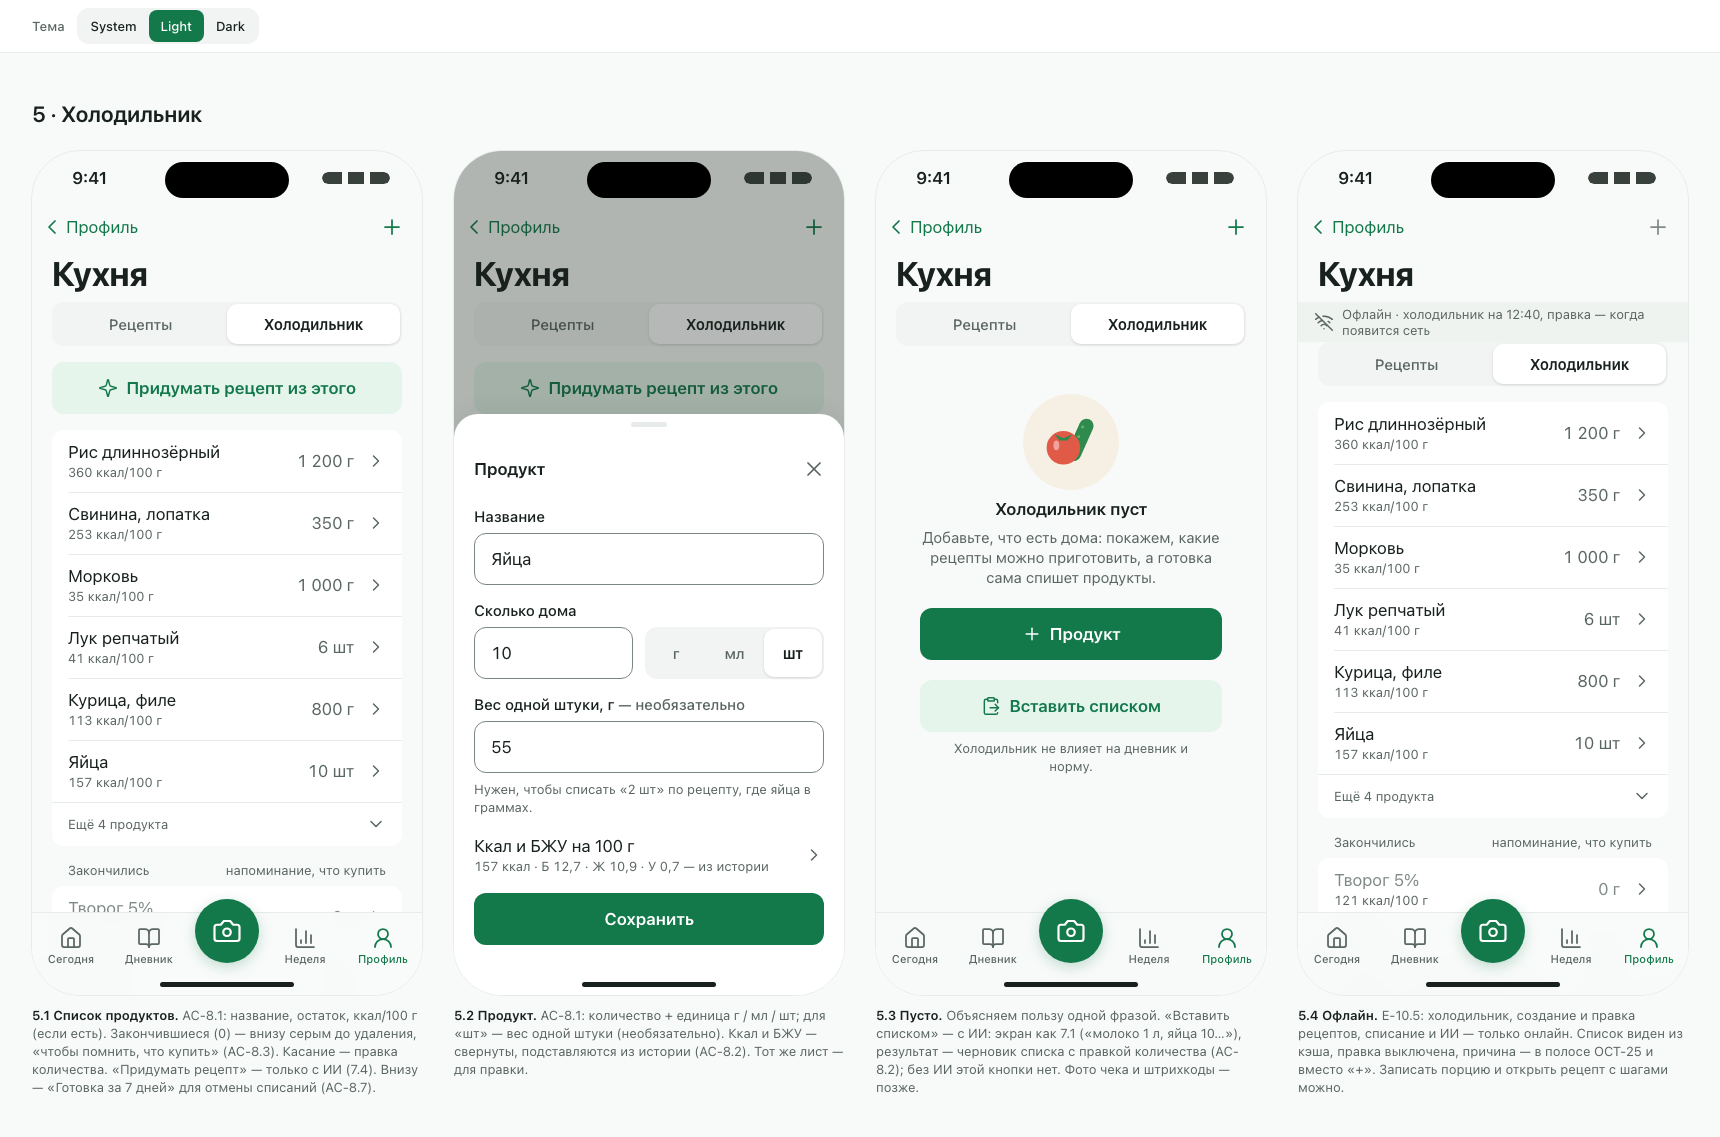 Тема
System
Light
Dark
5 · Холодильник
9:41
Профиль
Кухня
Рецепты
Холодильник
Придумать рецепт из этого
Рис длиннозёрный
360 ккал/100 г
1 200 г
Свинина, лопатка
253 ккал/100 г
350 г
Морковь
35 ккал/100 г
1 000 г
Лук репчатый
41 ккал/100 г
6 шт
Курица, филе
113 ккал/100 г
800 г
Яйца
157 ккал/100 г
10 шт
Ещё 4 продукта
Закончились
напоминание, что купить
Творог 5%
Сегодня
Дневник
Неделя
Профиль
5.1 Список продуктов. AC-8.1: название, остаток, ккал/100 г
(если есть). Закончившиеся (0) — внизу серым до удаления,
«чтобы помнить, что купить» (AC-8.3). Касание — правка
количества. «Придумать рецепт» — только с ИИ (7.4). Внизу
— «Готовка за 7 дней» для отмены списаний (AC-8.7).
9:41
Профиль
Кухня
Рецепты
Холодильник
Придумать рецепт из этого
Продукт
Название
Яйца
Сколько дома
10
г
мл
шт
Вес одной штуки, г — необязательно
55
Нужен, чтобы списать «2 шт» по рецепту, где яйца в
граммах.
Ккал и БЖУ на 100 г
157 ккал · Б 12,7 · Ж 10,9 · У 0,7 — из истории
Сохранить
5.2 Продукт. AC-8.1: количество + единица г / мл / шт; для
«шт» — вес одной штуки (необязательно). Ккал и БЖУ —
свернуты, подставляются из истории (AC-8.2). Тот же лист —
для правки.
9:41
Профиль
Кухня
Рецепты
Холодильник
Холодильник пуст
Добавьте, что есть дома: покажем, какие
рецепты можно приготовить, а готовка
сама спишет продукты.
Продукт
Вставить списком
Холодильник не влияет на дневник и
норму.
Сегодня
Дневник
Неделя
Профиль
5.3 Пусто. Объясняем пользу одной фразой. «Вставить
списком» — с ИИ: экран как 7.1 («молоко 1 л, яйца 10…»),
результат — черновик списка с правкой количества (AC-
8.2); без ИИ этой кнопки нет. Фото чека и штрихкоды —
позже.
9:41
Профиль
Кухня
Офлайн · холодильник на 12:40, правка — когда
появится сеть
Рецепты
Холодильник
Рис длиннозёрный
360 ккал/100 г
1 200 г
Свинина, лопатка
253 ккал/100 г
350 г
Морковь
35 ккал/100 г
1 000 г
Лук репчатый
41 ккал/100 г
6 шт
Курица, филе
113 ккал/100 г
800 г
Яйца
157 ккал/100 г
10 шт
Ещё 4 продукта
Закончились
напоминание, что купить
Творог 5%
121 ккал/100 г
0 г
Сегодня
Дневник
Неделя
Профиль
5.4 Офлайн. E-10.5: холодильник, создание и правка
рецептов, списание и ИИ — только онлайн. Список виден из
кэша, правка выключена, причина — в полосе ОСТ-25 и
вместо «+». Записать порцию и открыть рецепт с шагами
можно.